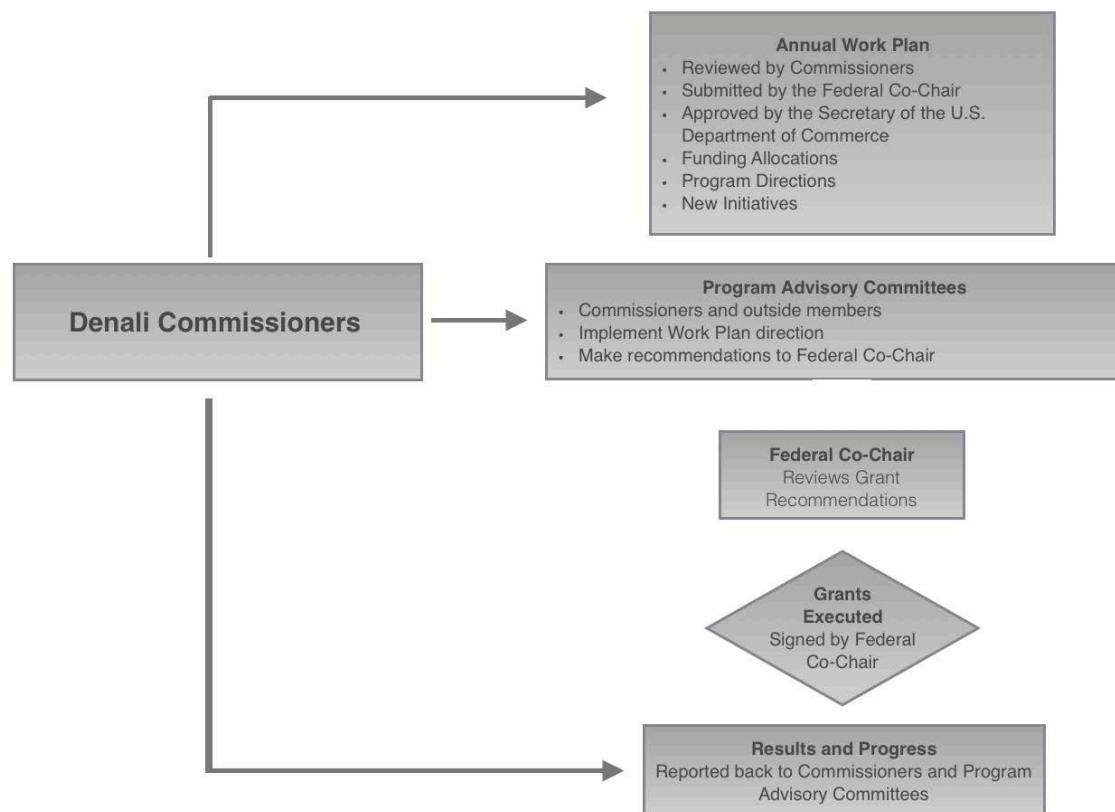 Annual Work Plan
• Reviewed by Commissioners
• Submitted by the Federal Co-Chair
• Approved by the Secretary of the U.S.
Department of Commerce
• Funding Allocations
• Program Directions
• New Initiatives
Denali Commissioners
Program Advisory Committees
• Commissioners and outside members
• Implement Work Plan direction
• Make recommendations to Federal Co-Chair
Federal Co-Chair
Reviews Grant
Recommendations
Grants
Executed
Signed by Federal
Co-Chair
Results and Progress
Reported back to Commissioners and Program
Advisory Committees